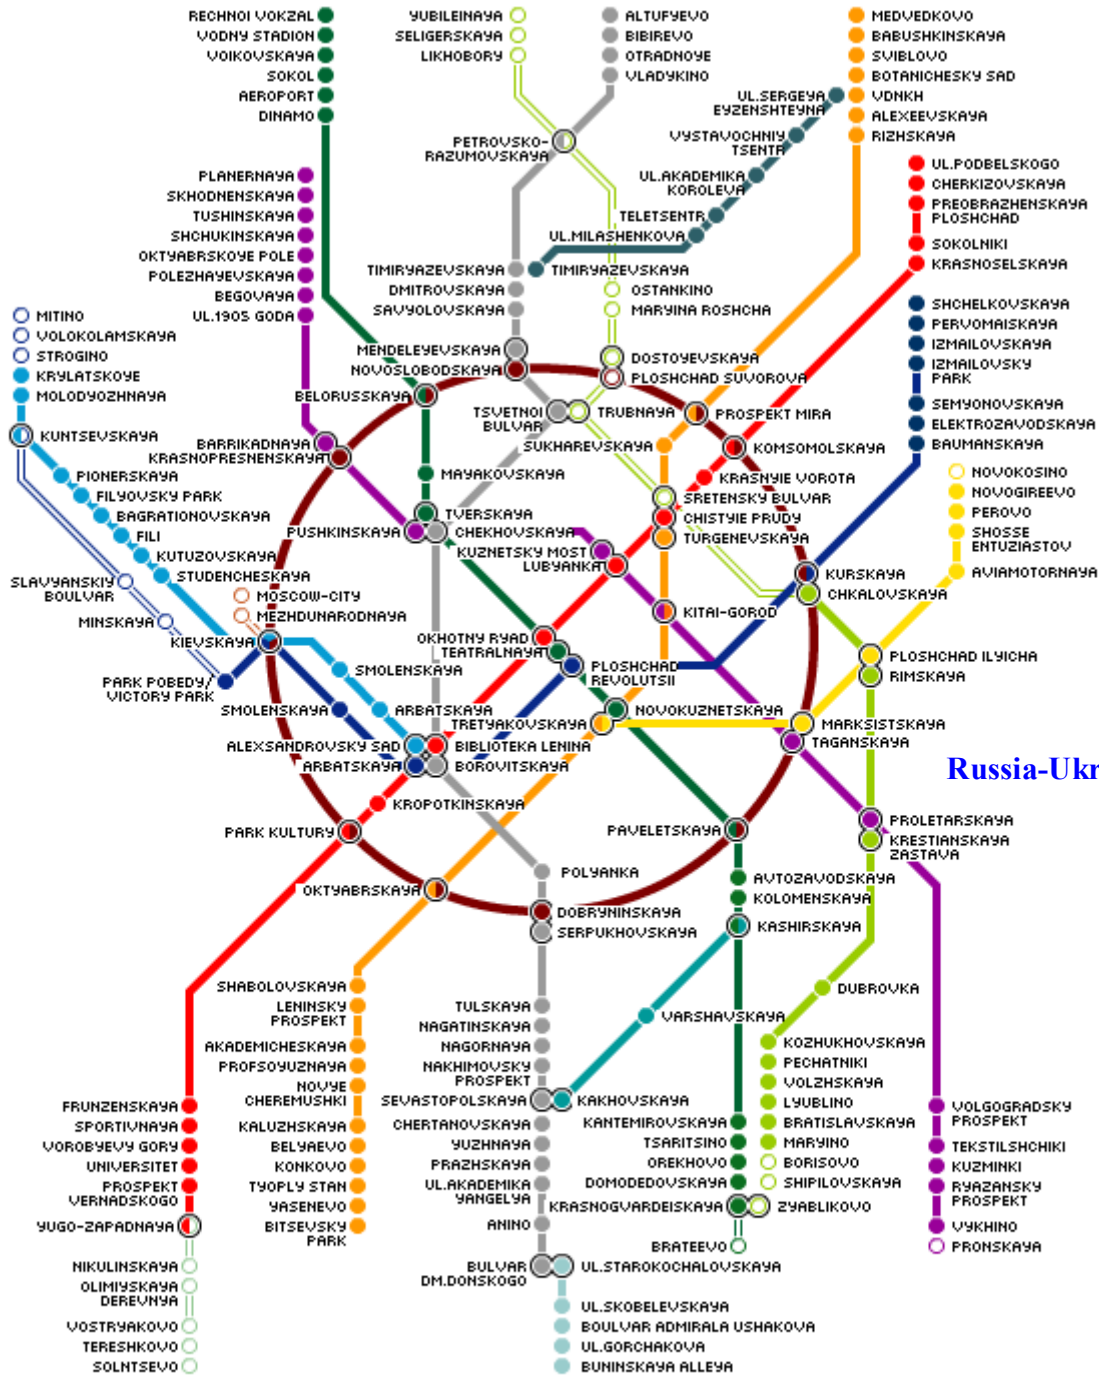 RECHNOI VOKZAL
VODNY STADION
VOIKOVSKAYA
SOKOL
AEROPORT
DINAMO
YUBILEINAYA
SELIGERSKAYA
LIKHOBORY
ALTUFYEVO
BIBIREVO
OTRADNOYE
VLADYKINO
MEDVEDKOVO
BABUSHKINSKAYA
SVIBLOVO
BOTANICHESKY SAD
VDNKH
ALEXEEVSKAYA
RIZHSKAYA
UL.SERGEYA
EYZENSHTEYNA
VYSTAVOCHNIY
TSENTR
UL.AKADEMIKA
KOROLEVA
TELETSENTR
UL.MILASHENKOVA
TIMIRYAZEVSKAYA
PETROVSKO-
RAZUMOVSKAYA
PLANERNAYA
SKHODNENSKAYA
TUSHINSKAYA
SHCHUKINSKAYA
OKTYABRSKOYE POLE
POLEZHAYEVSKAYA
BEGOVAYA
UL.1905 GODA
TIMIRYAZEVSKAYA
DMITROVSKAYA
SAVYOLOVSKAYA
MENDELEYEVSKAYA
NOVOSLOBODSKAYA
OSTANKINO
MARYINA ROSHCHA
DOSTOYEVSKAYA
PLOSHCHAD SUVOROVA
UL.PODBELSKOGO
CHERKIZOVSKAYA
PREOBRAZHENSKAYA
PLOSHCHAD
SOKOLNIKI
KRASNOSELSKAYA
SHCHELKOVSKAYA
PERVOMAISKAYA
IZMAILOVSKAYA
IZMAILOVSKY
PARK
SEMYONOVSKAYA
ELEKTROZAVODSKAYA
BAUMANSKAYA
MITINO
VOLOKOLAMSKAYA
STROGINO
KRYLATSKOYE
MOLODYOZHNAYA
KUNTSEVSKAYA
PIONERSKAYA
FILYOVSKY PARK
BAGRATIONOVSKAYA
FILI
KUTUZOVSKAYA
STUDENCHESKAYA
SLAVYANSKIY
BOULVAR
MINSKAYA
PARK POBEDY/
VICTORY PARK
BELORUSSKAYA
BARRIKADNAYA
KRASNOPRESNENSKAYA
MAYAKOVSKAYA
TVERSKAYA
PUSHKINSKAYA
CHEKHOVSKAYA
TSVETNOI
BULVAR
TRUBNAYA
PROSPEKT MIRA
SUKHAREVSKAYA
KOMSOMOLSKAYA
KRASNYIE VOROTA
SRETENSKY BULVAR
CHISTYIE PRUDY
TURGENEVSKAYA
KUZNETSKY MOST
LUBYANKA
KURSKAYA
CHKALOVSKAYA
NOVOKOSINO
NOVOGIREEVO
PEROVO
SHOSSE
ENTUZIASTOV
AVIAMOTORNAYA
MOSCOW-CITY
MEZHDUNARODNAYA
KIEVSKAYA
SMOLENSKAYA
ARBATSKAYA
SMOLENSKAYA
KITAI-GOROD
OKHOTNY RYAD
TEATRALNAYA
PLOSHCHAD
REVOLUTSII
NOVOKUZNETSKAYA
TRETYAKOVSKAYA
PLOSHCHAD ILYICHA
RIMSKAYA
MARKSISTSKAYA
TAGANSKAYA
ALEXSANDROVSKY SAD
BIBLIOTEKA LENINA
ARBATSKAYA
BOROVITSKAYA
Russia-Ukr
KROPOTKINSKAYA
PARK KULTURY
OKTYABRSKAYA
POLYANKA
DOBRYNINSKAYA
SERPUKHOVSKAYA
PAVELETSKAYA
AVTOZAVODSKAYA
KOLOMENSKAYA
KASHIRSKAYA
PROLETARSKAYA
KRESTIANSKAYA
ZASTAVA
DUBROVKA
KOZHUKHOVSKAYA
PECHATNIKI
VOLZHSKAYA
LYUBLINO
BRATISLAVSKAYA
MARYINO
BORISOVO
SHIPILOVSKAYA
ZYABLIKOVO
SHABOLOVSKAYA
LENINSKY
PROSPEKT
AKADEMICHESKAYA
PROFSOYUZNAYA
NOVYE
CHEREMUSHKI
KALUZHSKAYA
BELYAEVO
KONKOVO
TYOPLY STAN
YASENEVO
BITSEVSKY
PARK
TULSKAYA
NAGATINSKAYA
NAGORNAYA
NAKHIMOVSKY
PROSPEKT
SEVASTOPOLSKAYA
KAKHOVSKAYA
VARSHAVSKAYA
CHERTANOVSKAYA
YUZHNAYA
PRAZHSKAYA
UL.AKADEMIKA
YANGELYA
ANINO
BULVAR
DM.DONSKOGO
UL.STAROKOCHALOVSKAYA
UL.SKOBELEVSKAYA
BOULVAR ADMIRALA USHAKOVA
UL.GORCHAKOVA
BUNINSKAYA ALLEYA
KANTEMIROVSKAYA
TSARITSINO
OREKHOVO
DOMODEDOVSKAYA
KRASNOGVARDEISKAYA
BRATEEVO
FRUNZENSKAYA
SPORTIVNAYA
VOROBYEVY GORY
UNIVERSITET
PROSPEKT
VERNADSKOGO
YUGO-ZAPADNAYA
NIKULINSKAYA
OLIMIYSKAYA
DEREVNYA
VOSTRYAKOVO
TERESHKOVO
SOLNTSEVO
VOLGOGRADSKY
PROSPEKT
TEKSTILSHCHIKI
KUZMINKI
RYAZANSKY
PROSPEKT
VYKHINO
PRONSKAYA